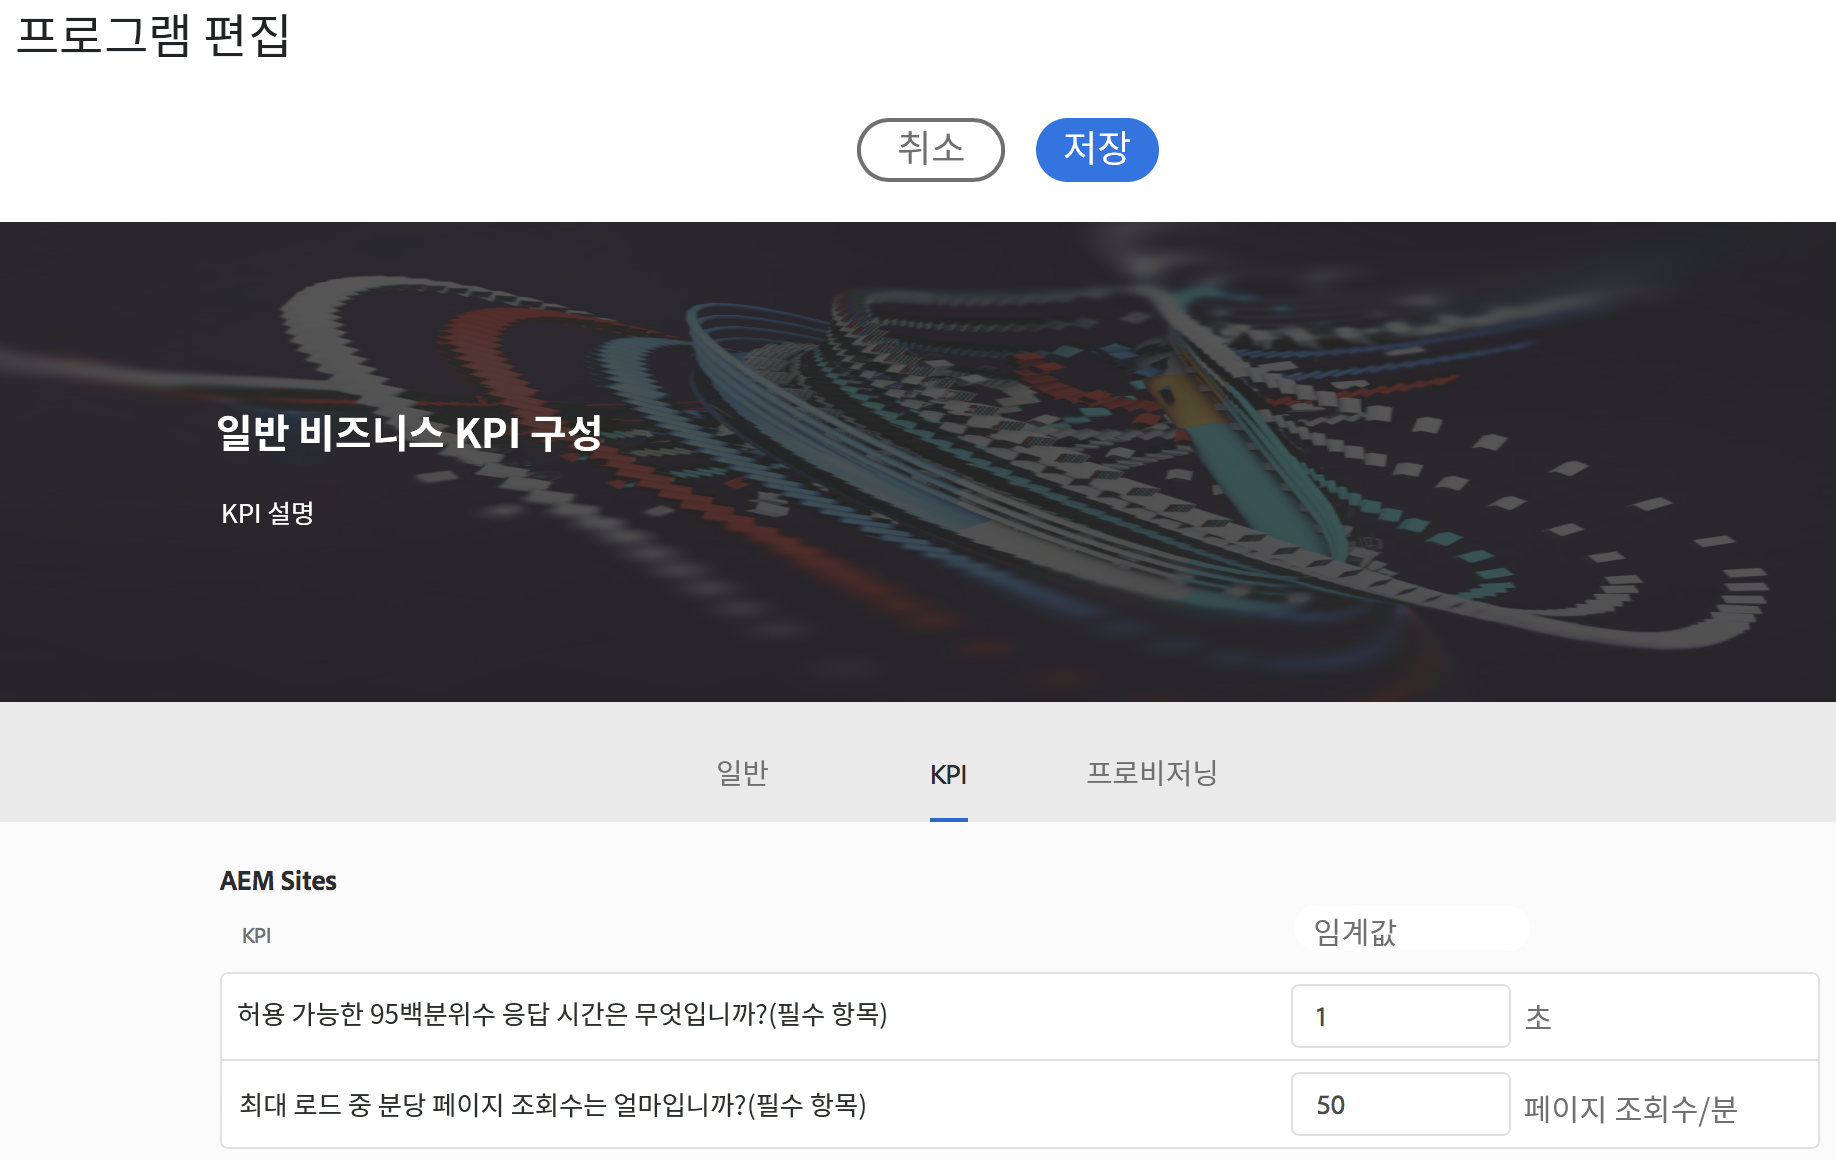 프로그램 편집
취소 저장
일반 비즈니스 KPI 구성
KPI 설명
일반 KPI 프로비저닝
AEM Sites
KPI 임계값
허용 가능한 95백분위수 응답 시간은 무엇입니까?(필수 항목) 1 초
최대 로드 중 분당 페이지 조회수는 얼마입니까?(필수 항목) 50 페이지 조회수/분